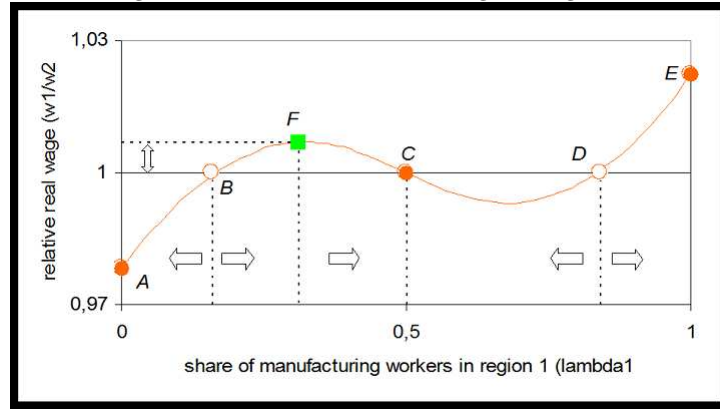 1,03
E
F
C
D
1
B
A
0,97
0
0,5
1
relative real wage (w1/w2
share of manufacturing workers in region 1 (lambda1